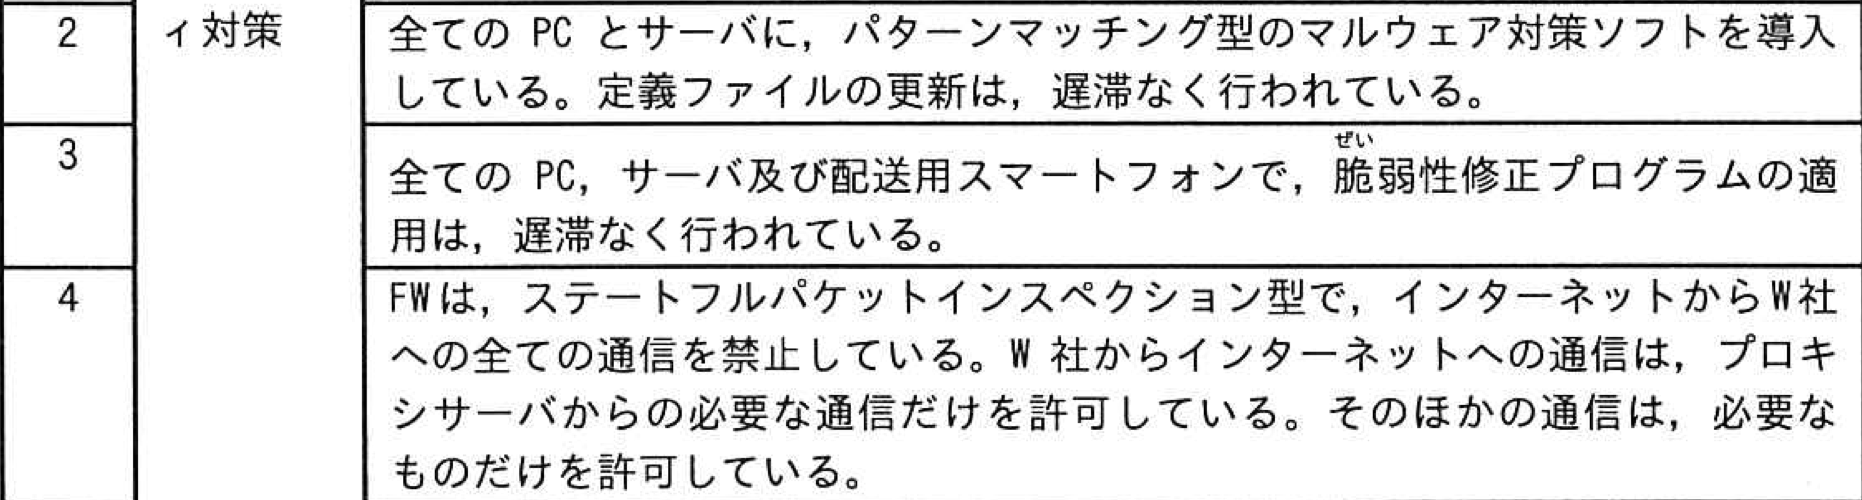 2 ィ対策 全ての PC とサーバに，パターンマッチング型のマルウェア対策ソフトを導入
している。定義ファイルの更新は，遅滞なく行われている。
ぜい
3 全ての PC，サーバ及び配送用スマートフォンで，脆弱性修正プログラムの適
用は，遅滞なく行われている。
4 FWは，ステートフルパケットインスペクション型で，インターネットからW社
への全ての通信を禁止している。W 社からインターネットへの通信は，プロキ
シサーバからの必要な通信だけを許可している。そのほかの通信は，必要な
ものだけを許可している。